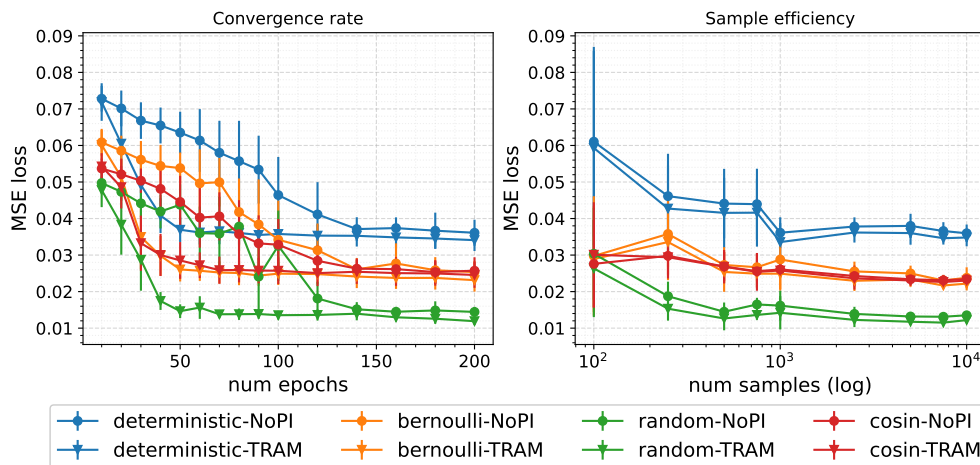 Convergence rate
0.09
0.08
0.07
0.06
0.05
0.04
0.03
0.02
0.01
MSE loss
50
100
150
200
num epochs
Sample efficiency
0.09
0.08
0.07
0.06
0.05
0.04
0.03
0.02
0.01
MSE loss
10²
10³
10⁴
num samples (log)
deterministic-NoPI
bernoulli-NoPI
random-NoPI
cosin-NoPI
deterministic-TRAM
bernoulli-TRAM
random-TRAM
cosin-TRAM